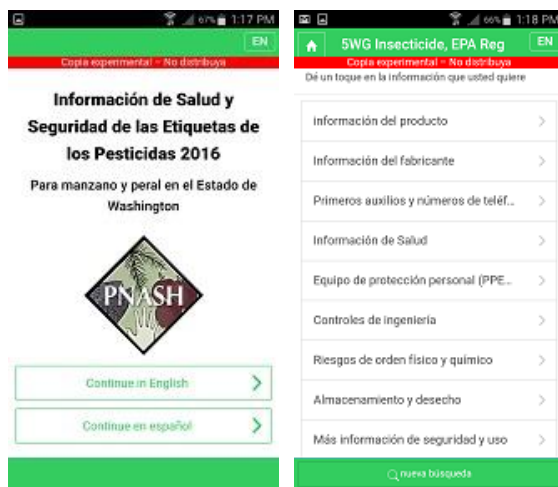 67% 1:17 PM
EN
Copia experimental – No distribuya
Información de Salud y
Seguridad de las Etiquetas de
los Pesticidas 2016
Para manzano y peral en el Estado de
Washington
PNASH
Continue in English
Continue en español
66% 1:18 PM
5WG Insecticide, EPA Reg
EN
Copia experimental – No distribuya
Dé un toque en la información que usted quiere
información del producto
Información del fabricante
Primeros auxilios y números de teléf...
Información de Salud
Equipo de protección personal (PPE...
Controles de ingeniería
Riesgos de orden físico y químico
Almacenamiento y desecho
Más información de seguridad y uso
nueva búsqueda